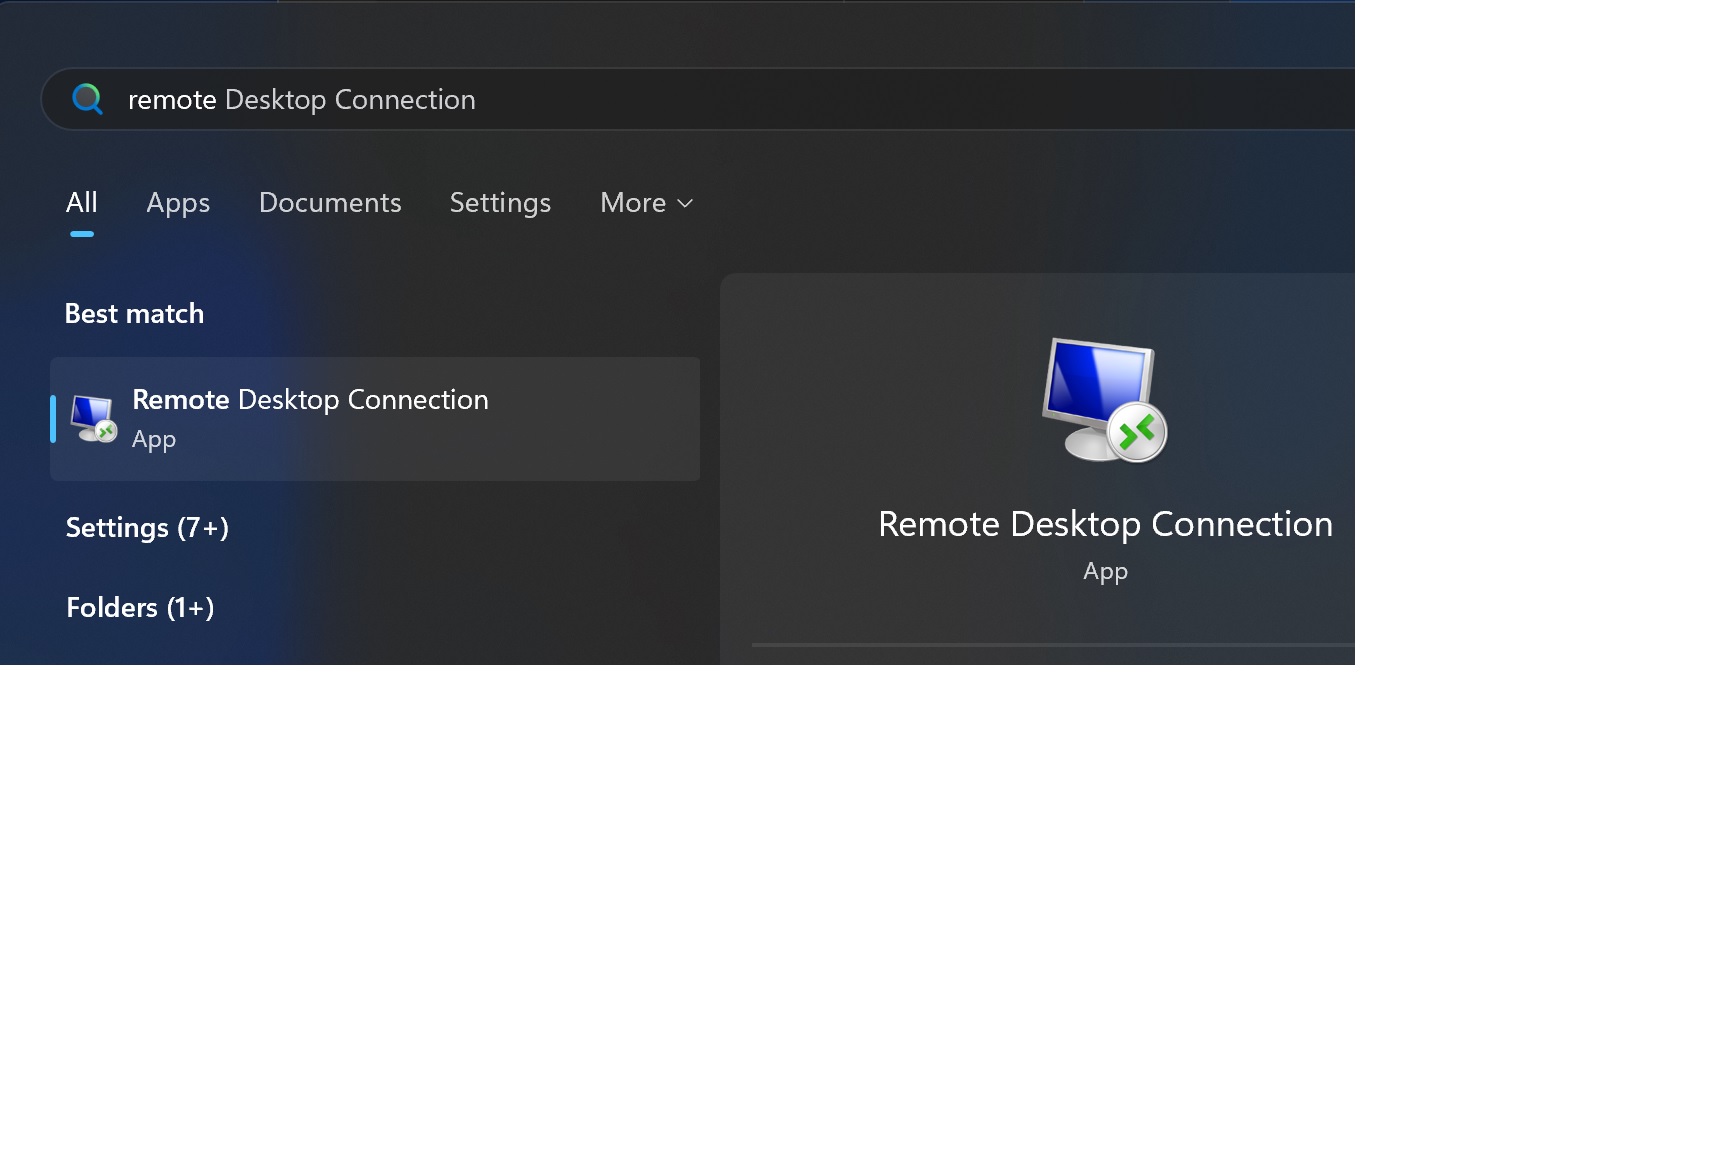 remote Desktop Connection
All Apps Documents Settings More
Best match
Remote Desktop Connection
App
Settings (7+)
Folders (1+)
Remote Desktop Connection
App